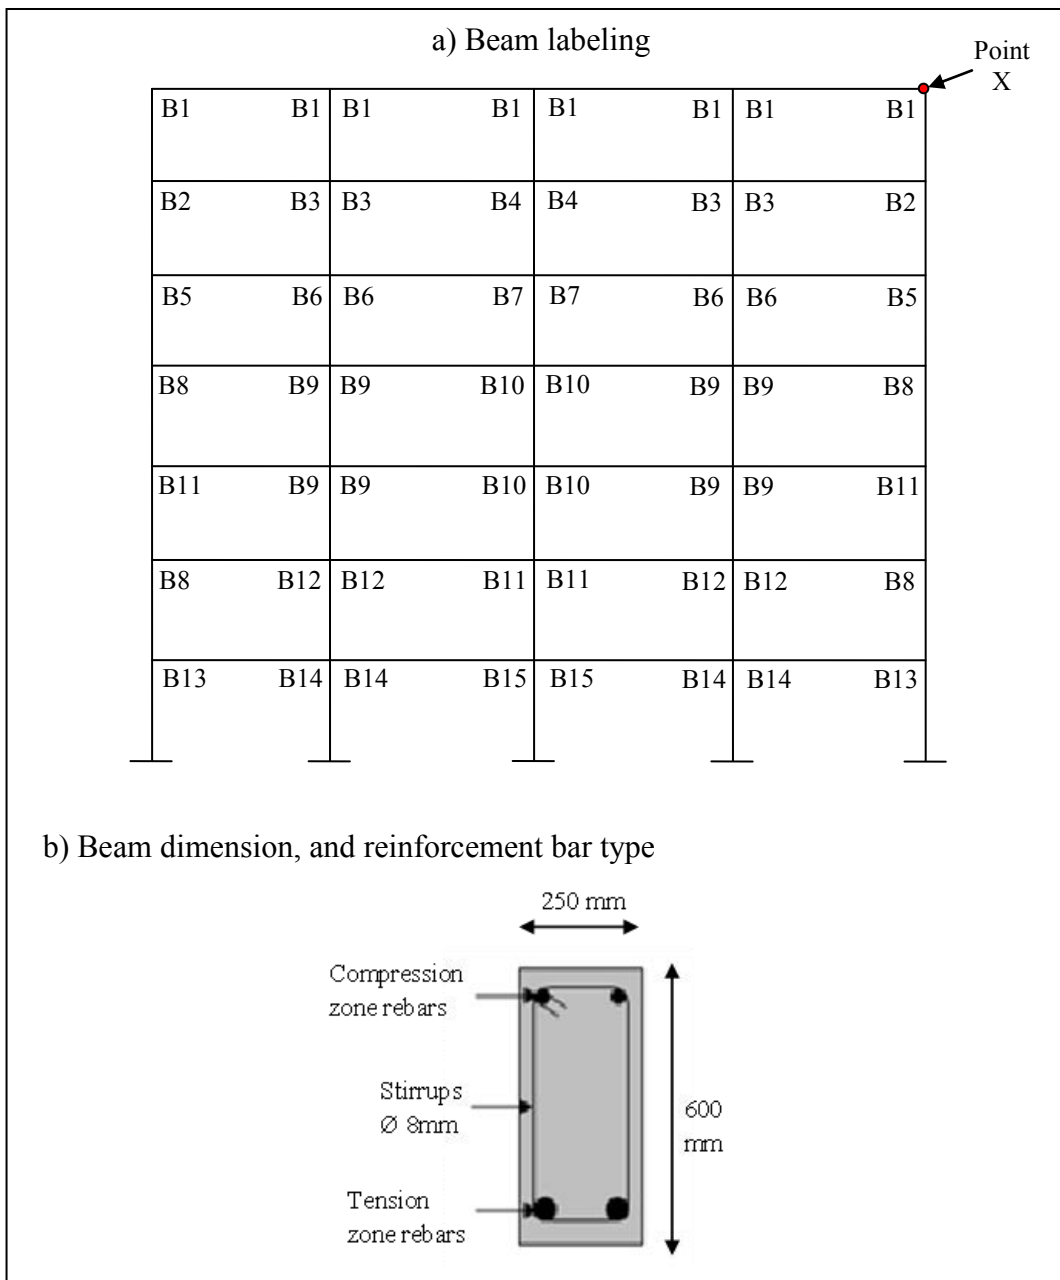 a) Beam labeling
Point
X
B1 B1 B1 B1 B1 B1 B1 B1
B2 B3 B3 B4 B4 B3 B3 B2
B5 B6 B6 B7 B7 B6 B6 B5
B8 B9 B9 B10 B10 B9 B9 B8
B11 B9 B9 B10 B10 B9 B9 B11
B8 B12 B12 B11 B11 B12 B12 B8
B13 B14 B14 B15 B15 B14 B14 B13
b) Beam dimension, and reinforcement bar type
250 mm
Compression
zone rebars
Stirrups
Ø 8mm
600
mm
Tension
zone rebars